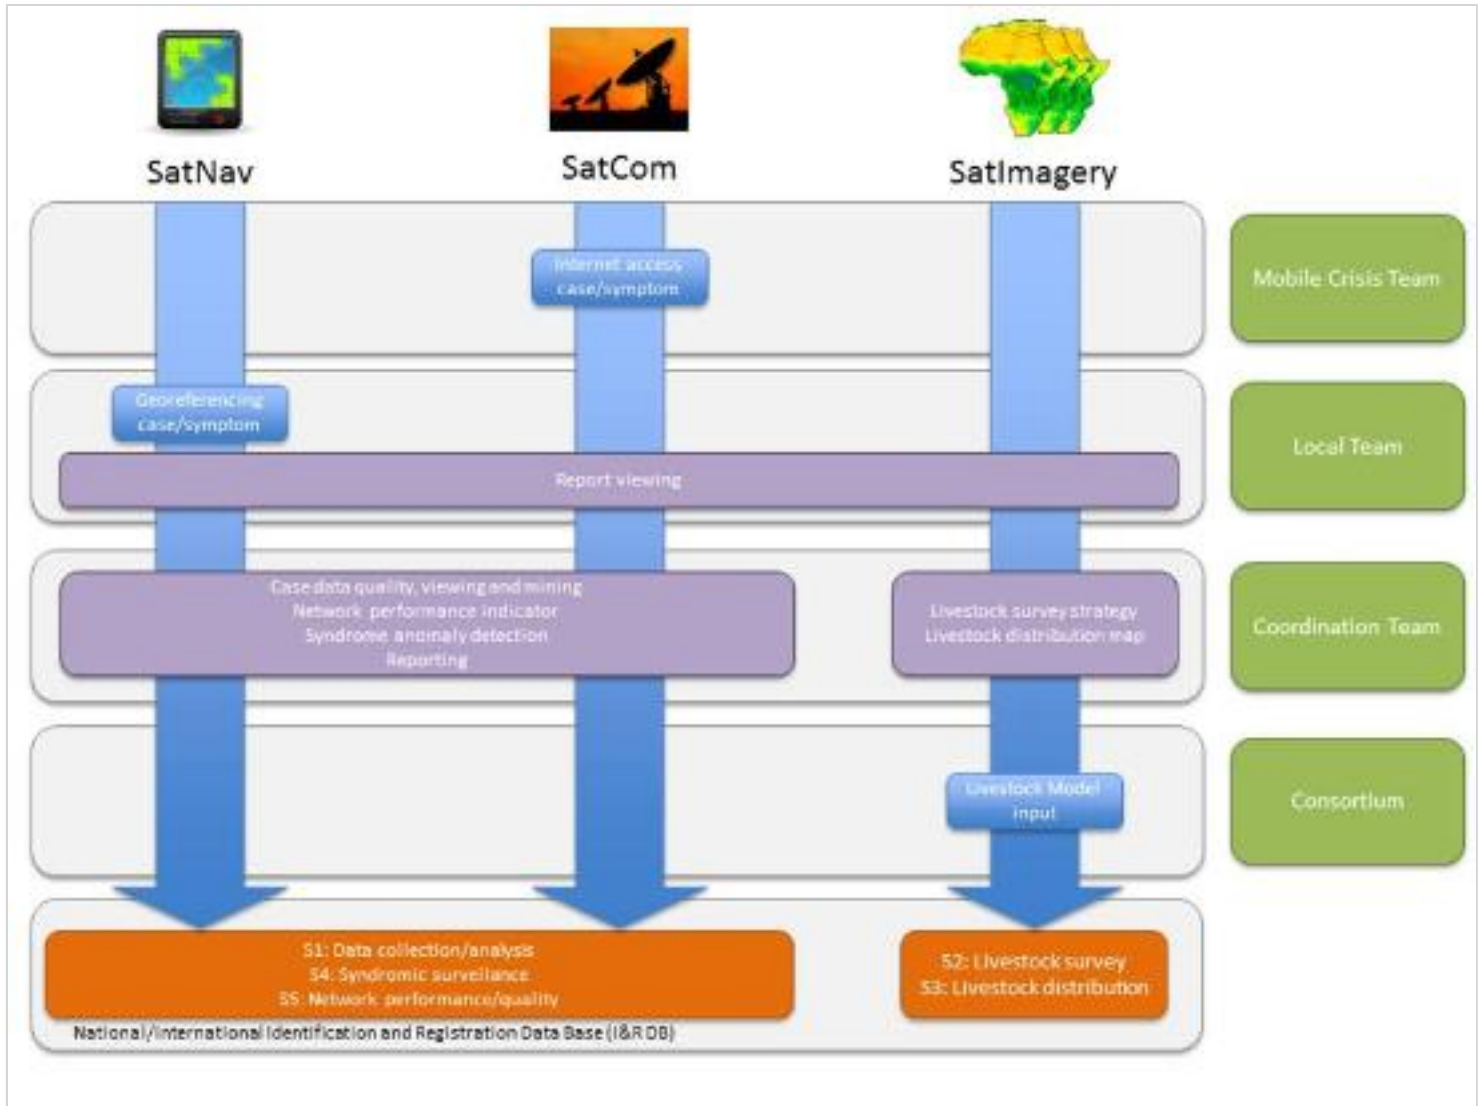 SatNav
SatCom
SatImagery
Internet access
case/symptom
Mobile Crisis Team
Georeferencing
case/symptom
Local Team
Report viewing
Case data quality, viewing and mining
Network performance indicator
Syndrome anomaly detection
Reporting
Livestock survey strategy
Livestock distribution map
Coordination Team
Livestock Model
input
Consortium
S1: Data collection/analysis
S4: Syndromic surveillance
S5: Network performance/quality
S2: Livestock survey
S3: Livestock distribution
National/International Identification and Registration Data Base (I&R DB)